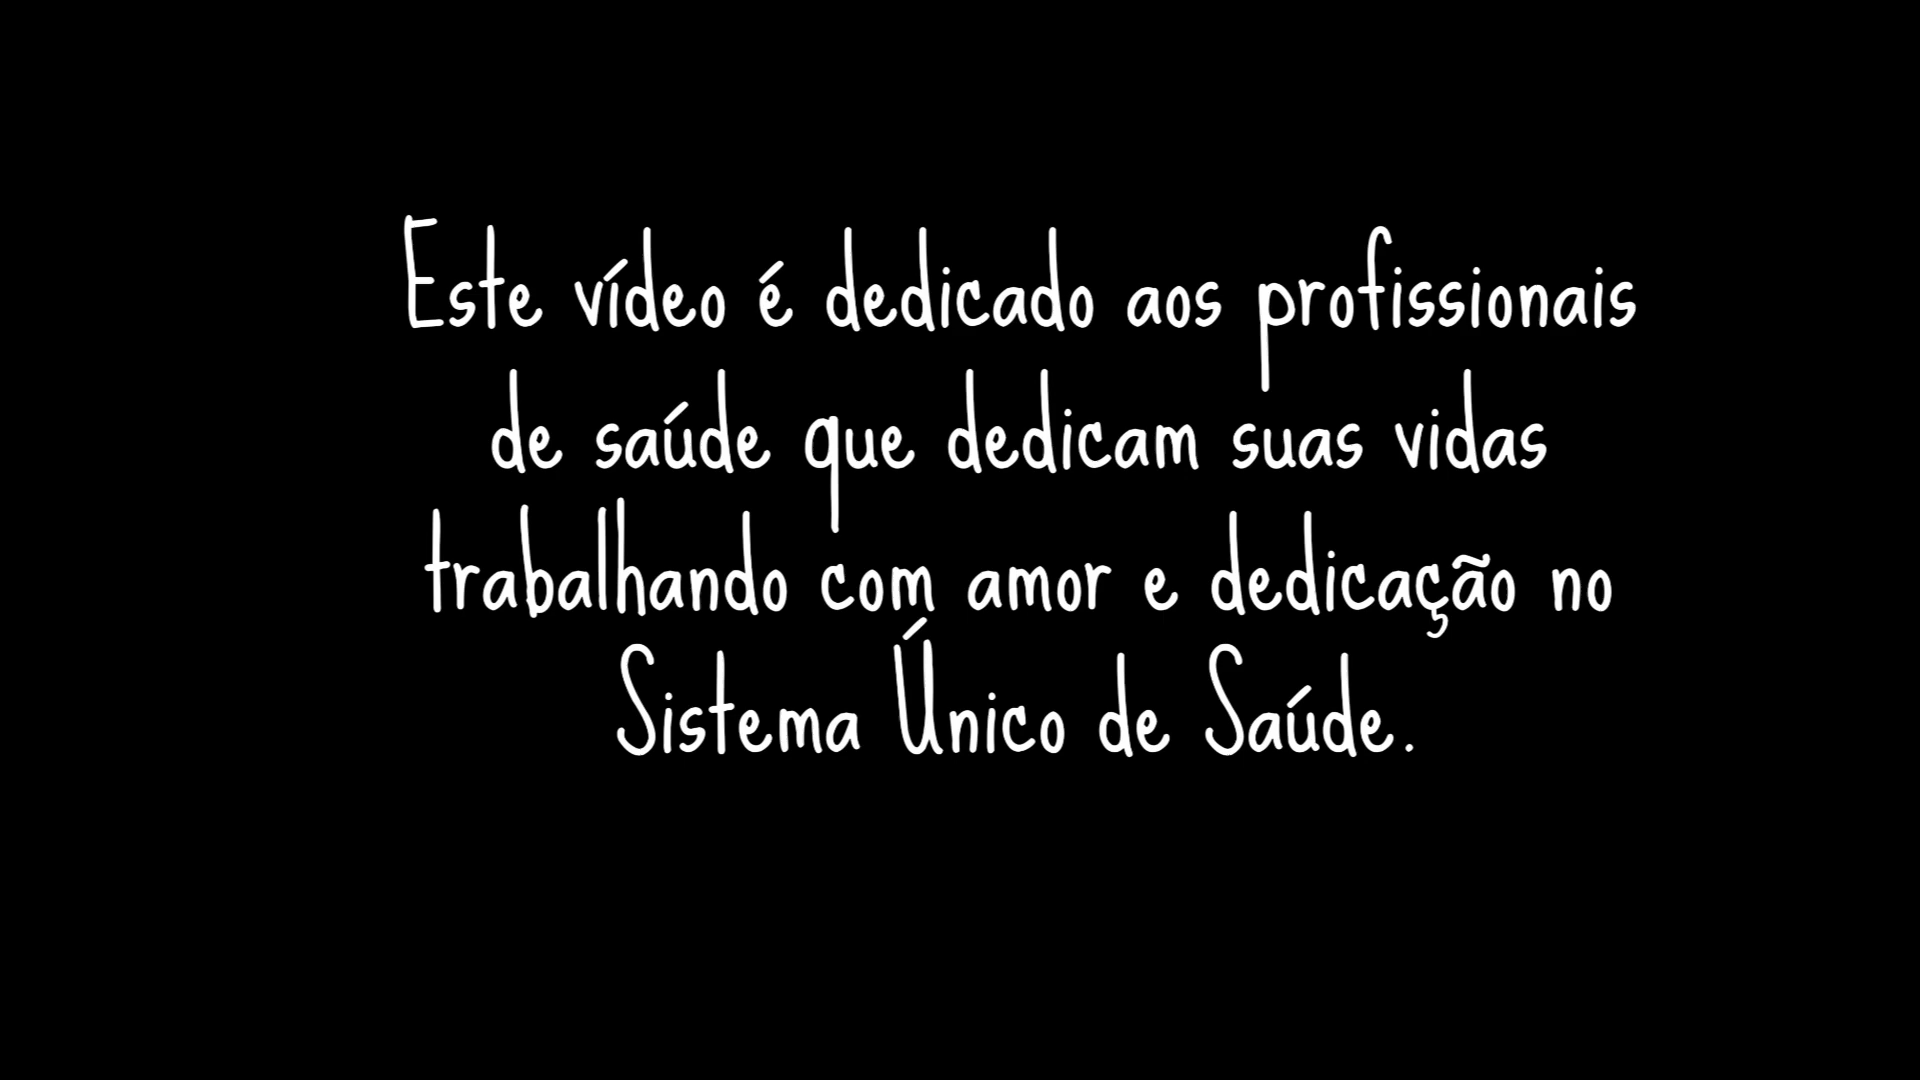 Este vídeo é dedicado aos profissionais
de saúde que dedicam suas vidas
trabalhando com amor e dedicação no
Sistema Único de Saúde.